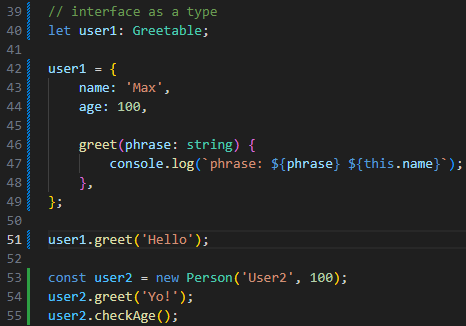 39 // interface as a type
40 let user1: Greetable;
41
42 user1 = {
43     name: 'Max',
44     age: 100,
45
46     greet(phrase: string) {
47         console.log(`phrase: ${phrase} ${this.name}`);
48     },
49 };
50
51 user1.greet('Hello');
52
53 const user2 = new Person('User2', 100);
54 user2.greet('Yo!');
55 user2.checkAge();